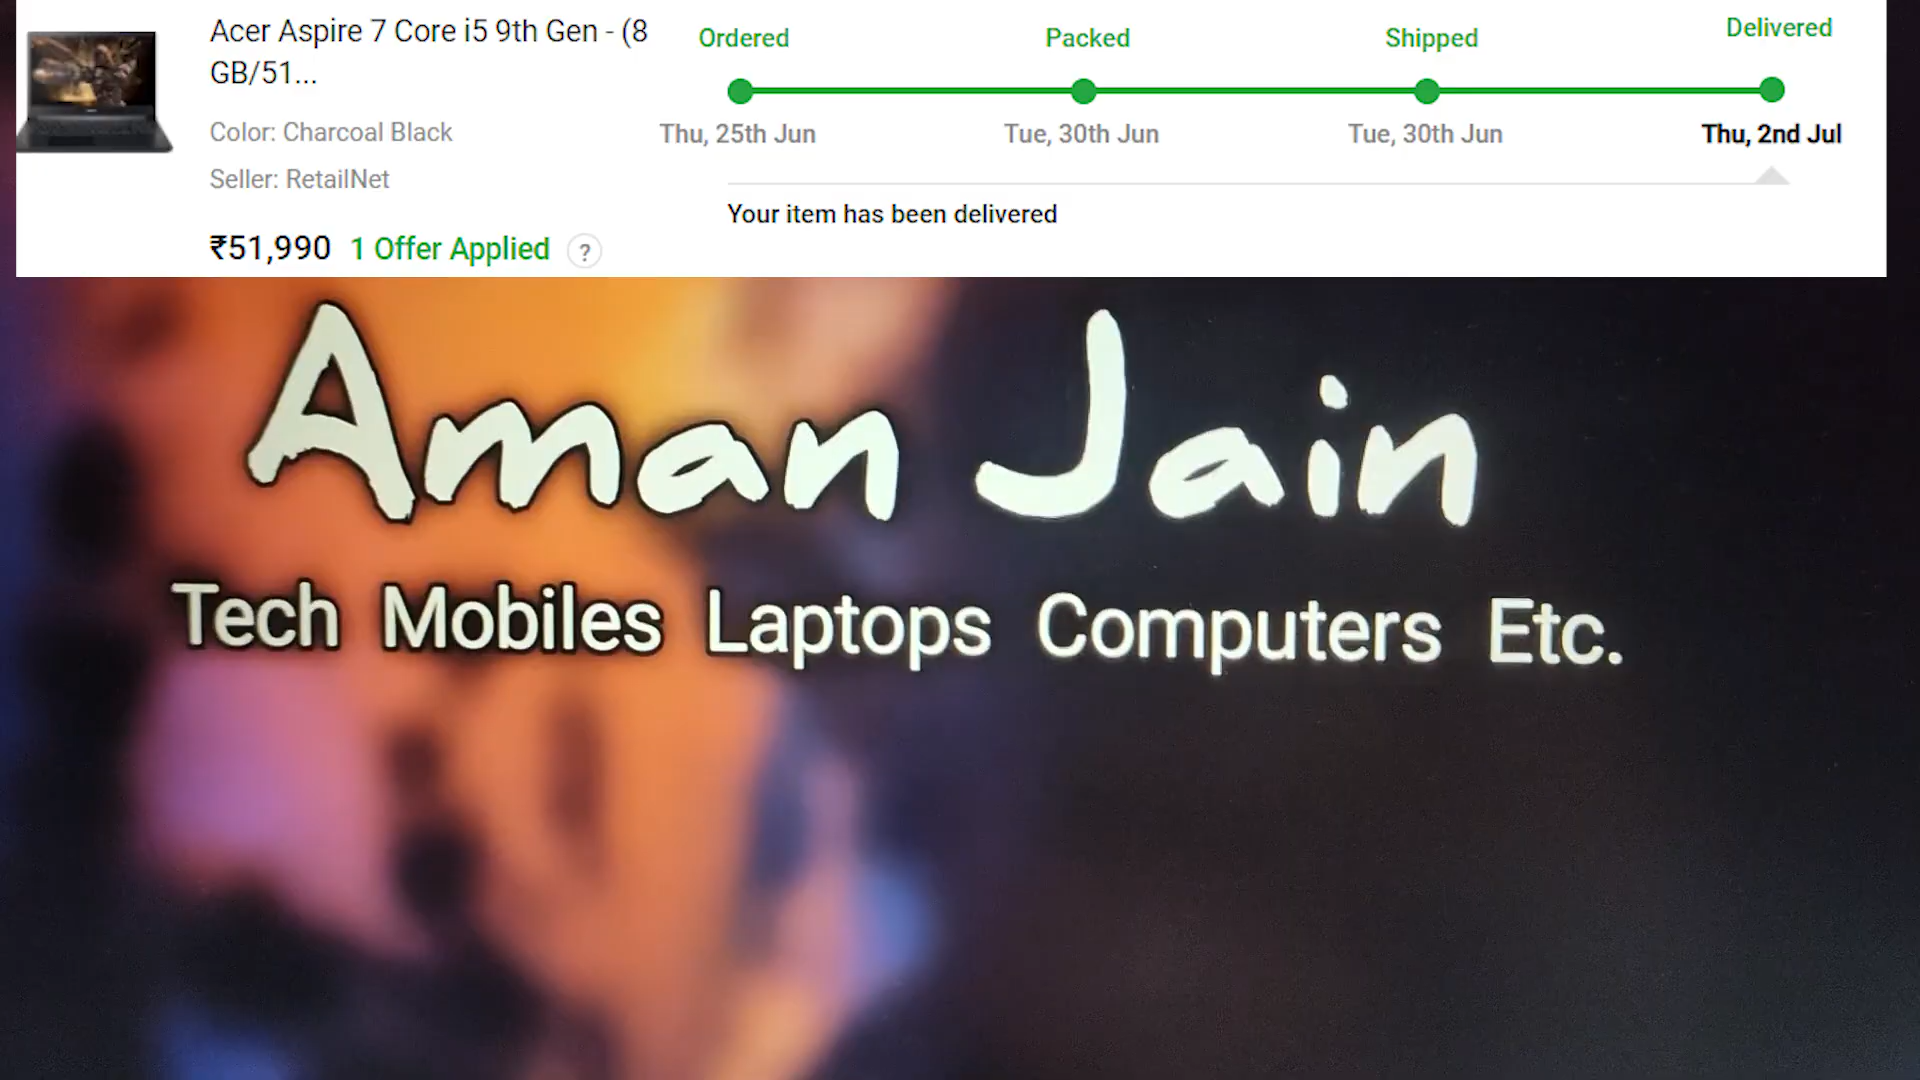 Acer Aspire 7 Core i5 9th Gen - (8
GB/51...
Color: Charcoal Black
Seller: RetailNet
₹51,990 1 Offer Applied ?
Ordered Packed Shipped Delivered
Thu, 25th Jun Tue, 30th Jun Tue, 30th Jun Thu, 2nd Jul
Your item has been delivered
Aman Jain
Tech Mobiles Laptops Computers Etc.